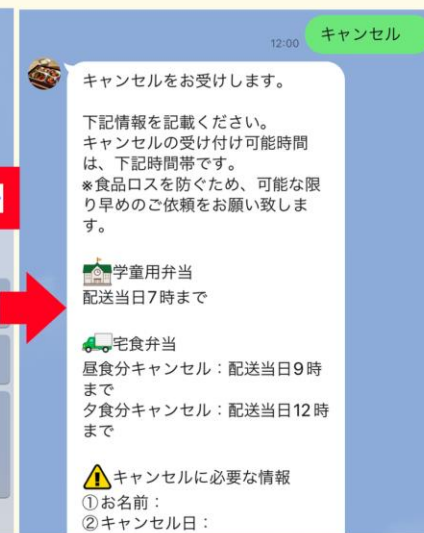 キャンセル
12:00
キャンセルをお受けします。
下記情報を記載ください。
キャンセルの受け付け可能時間
は、下記時間帯です。
*食品ロスを防ぐため、可能な限
り早めのご依頼をお願い致しま
す。
学童用弁当
配送当日7時まで
宅食弁当
昼食分キャンセル：配送当日9時
まで
夕食分キャンセル：配送当日12時
まで
キャンセルに必要な情報
①お名前：
②キャンセル日：